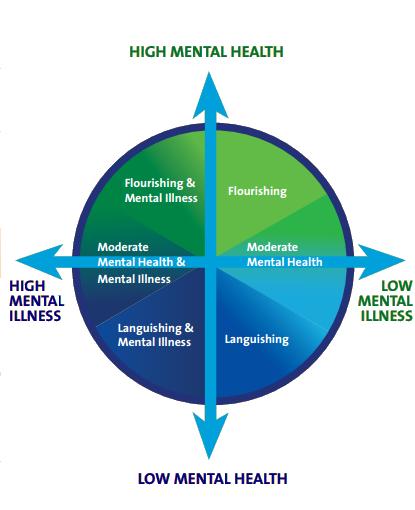 HIGH MENTAL HEALTH
Flourishing &
Mental Illness
Flourishing
Moderate
Mental Health &
Mental Illness
Moderate
Mental Health
HIGH
MENTAL
ILLNESS
LOW
MENTAL
ILLNESS
Languishing &
Mental Illness
Languishing
LOW MENTAL HEALTH